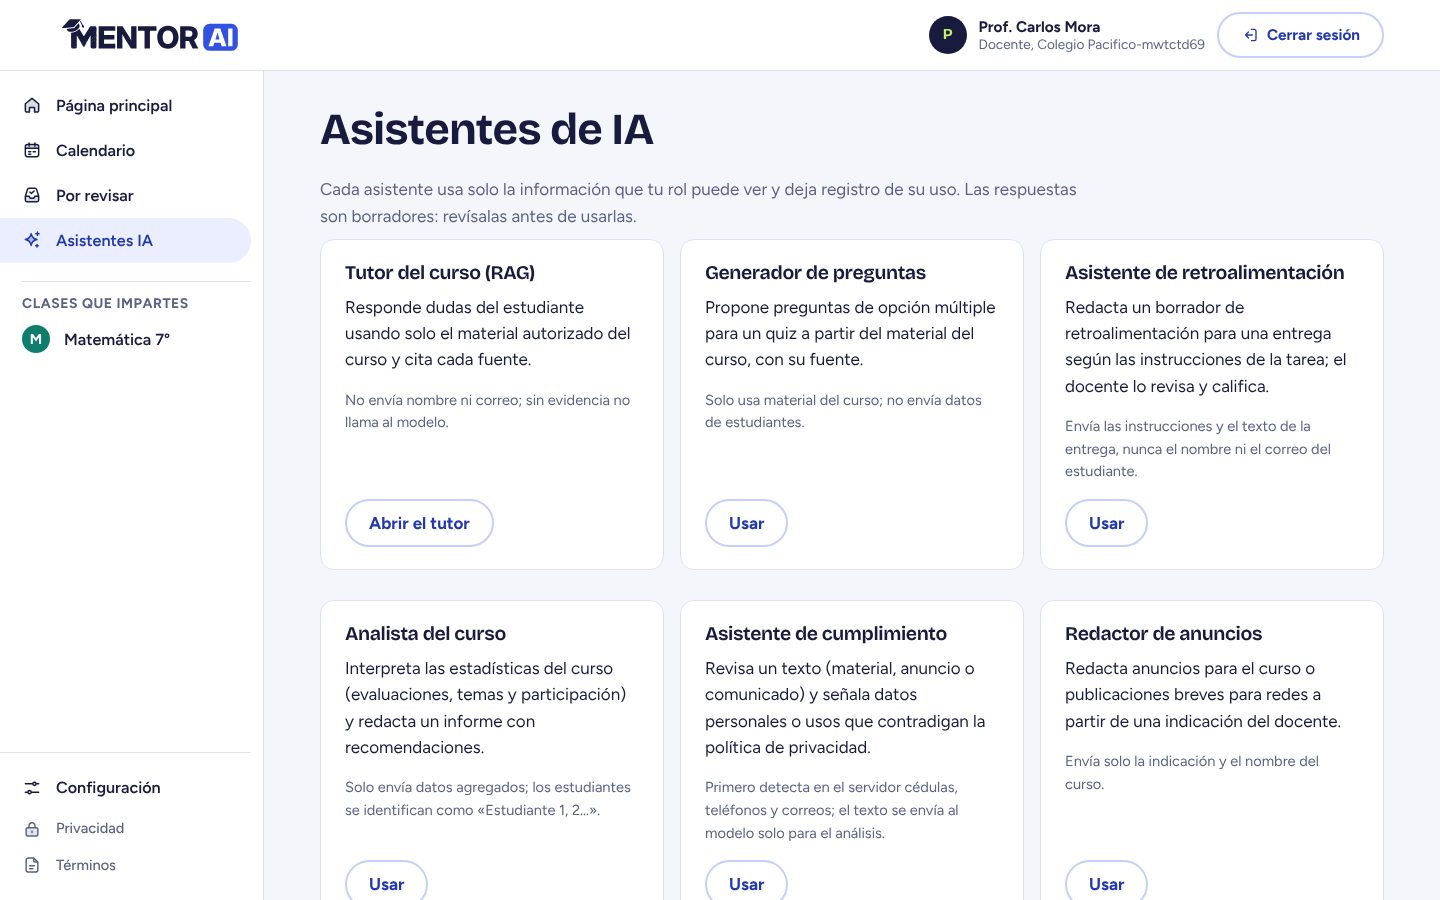 MENTOR AI
P
Prof. Carlos Mora
Docente, Colegio Pacifico-mwtctd69
Cerrar sesión
Página principal
Calendario
Por revisar
Asistentes IA
CLASES QUE IMPARTES
M
Matemática 7°
Configuración
Privacidad
Términos
Asistentes de IA
Cada asistente usa solo la información que tu rol puede ver y deja registro de su uso. Las respuestas
son borradores: revísalas antes de usarlas.
Tutor del curso (RAG)
Responde dudas del estudiante
usando solo el material autorizado del
curso y cita cada fuente.
No envía nombre ni correo; sin evidencia no
llama al modelo.
Abrir el tutor
Generador de preguntas
Propone preguntas de opción múltiple
para un quiz a partir del material del
curso, con su fuente.
Solo usa material del curso; no envía datos
de estudiantes.
Usar
Asistente de retroalimentación
Redacta un borrador de
retroalimentación para una entrega
según las instrucciones de la tarea; el
docente lo revisa y califica.
Envía las instrucciones y el texto de la
entrega, nunca el nombre ni el correo del
estudiante.
Usar
Analista del curso
Interpreta las estadísticas del curso
(evaluaciones, temas y participación)
y redacta un informe con
recomendaciones.
Solo envía datos agregados; los estudiantes
se identifican como «Estudiante 1, 2...».
Usar
Asistente de cumplimiento
Revisa un texto (material, anuncio o
comunicado) y señala datos
personales o usos que contradigan la
política de privacidad.
Primero detecta en el servidor cédulas,
teléfonos y correos; el texto se envía al
modelo solo para el análisis.
Usar
Redactor de anuncios
Redacta anuncios para el curso o
publicaciones breves para redes a
partir de una indicación del docente.
Envía solo la indicación y el nombre del
curso.
Usar